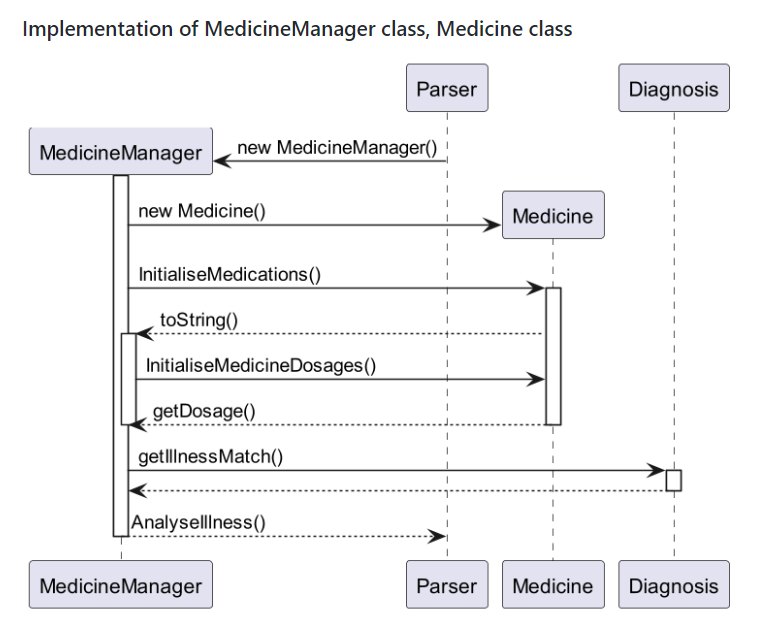 Implementation of MedicineManager class, Medicine class
Parser
Diagnosis
MedicineManager
new MedicineManager()
new Medicine()
Medicine
InitialiseMedications()
toString()
InitialiseMedicineDosages()
getDosage()
getIllnessMatch()
AnalyseIllness()
MedicineManager
Parser
Medicine
Diagnosis